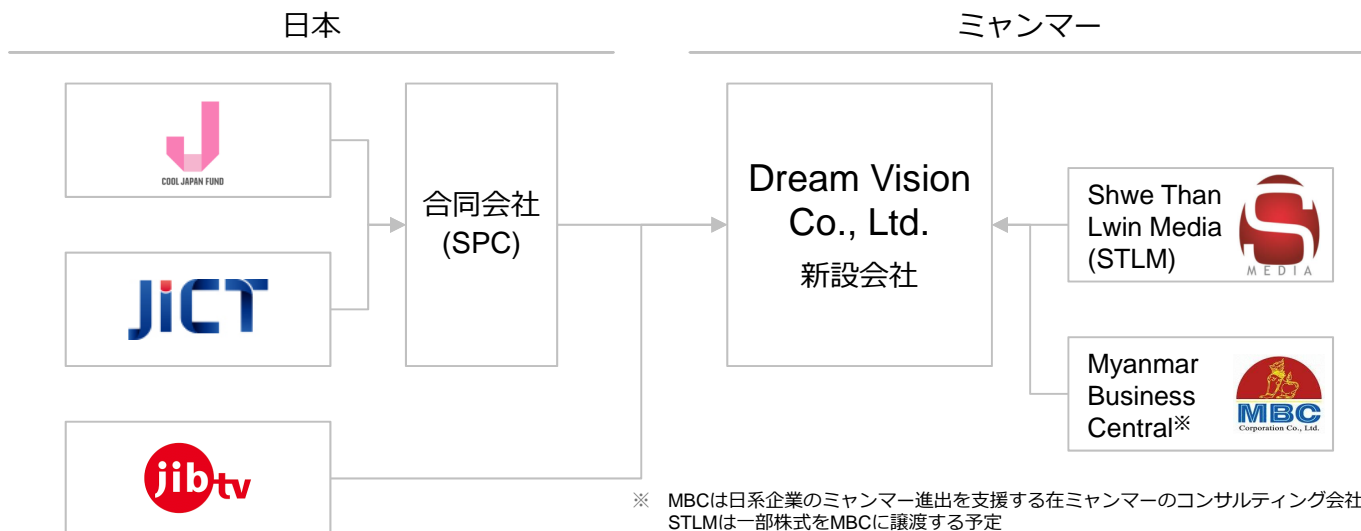 日本
ミャンマー
COOL JAPAN FUND
JICT
jibtv
合同会社
(SPC)
Dream Vision
Co., Ltd.
新設会社
Shwe Than
Lwin Media
(STLM)
S
MEDIA
Myanmar
Business
Central※
MBC
Corporation Co., Ltd.
※ MBCは日系企業のミャンマー進出を支援する在ミャンマーのコンサルティング会社
STLMは一部株式をMBCに譲渡する予定